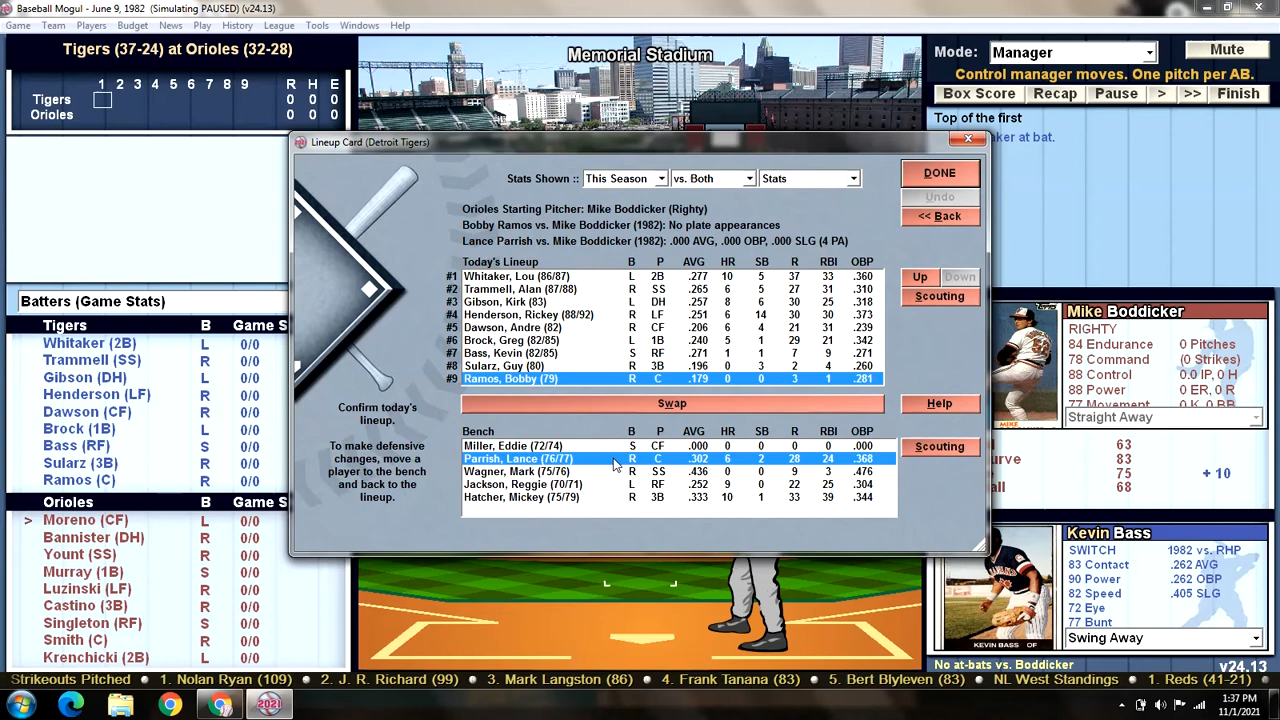 Baseball Mogul - June 9, 1982 (Simulating PAUSED) (v24.13)
Game Team Players Budget News Play History League Tools Windows Help
Tigers (37-24) at Orioles (32-28)
1 2 3 4 5 6 7 8 9 R H E
Tigers 0 0 0
Orioles 0 0 0
Memorial Stadium
Mode: Manager Mute
Control manager moves. One pitch per AB.
Box Score Recap Pause > >> Finish
Top of the first
ker at bat.
Lineup Card (Detroit Tigers)
Stats Shown :: This Season vs. Both Stats
DONE
Undo
<< Back
Orioles Starting Pitcher: Mike Boddicker (Righty)
Bobby Ramos vs. Mike Boddicker (1982): No plate appearances
Lance Parrish vs. Mike Boddicker (1982): .000 AVG, .000 OBP, .000 SLG (4 PA)
Today's Lineup B P AVG HR SB R RBI OBP
#1 Whitaker, Lou (86/87) L 2B .277 10 5 37 33 .360
#2 Trammell, Alan (87/88) R SS .265 6 5 27 31 .310
#3 Gibson, Kirk (83) L DH .257 8 6 30 25 .318
#4 Henderson, Rickey (88/92) R LF .251 6 14 30 30 .373
#5 Dawson, Andre (82) R CF .206 6 4 21 31 .239
#6 Brock, Greg (82/85) L 1B .240 5 1 29 21 .342
#7 Bass, Kevin (82/85) S RF .271 1 1 7 9 .271
#8 Sularz, Guy (80) R 3B .196 0 3 2 4 .260
#9 Ramos, Bobby (79) R C .179 0 0 3 1 .281
Up Down
Scouting
Swap
Help
Confirm today's
lineup.
To make defensive
changes, move a
player to the bench
and back to the
lineup.
Bench B P AVG HR SB R RBI OBP
Miller, Eddie (72/74) S CF .000 0 0 0 0 .000
Parrish, Lance (76/77) R C .302 6 2 28 24 .368
Wagner, Mark (75/76) R SS .436 0 0 9 3 .476
Jackson, Reggie (70/71) L RF .252 9 0 22 25 .304
Hatcher, Mickey (75/79) R 3B .333 10 1 33 39 .344
Scouting
Batters (Game Stats)
Tigers B Game S
Whitaker (2B) L 0/0
Trammell (SS) R 0/0
Gibson (DH) L 0/0
Henderson (LF) R 0/0
Dawson (CF) R 0/0
Brock (1B) L 0/0
Bass (RF) S 0/0
Sularz (3B) R 0/0
Ramos (C) R 0/0
Orioles B Game S
> Moreno (CF) L 0/0
Bannister (DH) R 0/0
Yount (SS) R 0/0
Murray (1B) S 0/0
Luzinski (LF) R 0/0
Castino (3B) R 0/0
Singleton (RF) S 0/0
Smith (C) R 0/0
Krenchicki (2B) L 0/0
Topps
Mike Boddicker
RIGHTY
84 Endurance 0 Pitches
78 Command (0 Strikes)
88 Control 0.0 IP, 0 H
88 Power 0 ER, 0 R
77 Movement 0 K, 0 BB
Straight Away
63
urve 83
75 + 10
all 68
Kevin Bass
SWITCH 1982 vs. RHP
83 Contact .262 AVG
90 Power .262 OBP
82 Speed .405 SLG
72 Eye
77 Bunt
KEVIN BASS OF
Swing Away
No at-bats vs. Boddicker v24.13
Strikeouts Pitched • 1. Nolan Ryan (109) • 2. J. R. Richard (99) • 3. Mark Langston (86) • 4. Frank Tanana (83) • 5. Bert Blyleven (83) • NL West Standings • 1. Reds (41-21)
2021
1:37 PM
11/1/2021